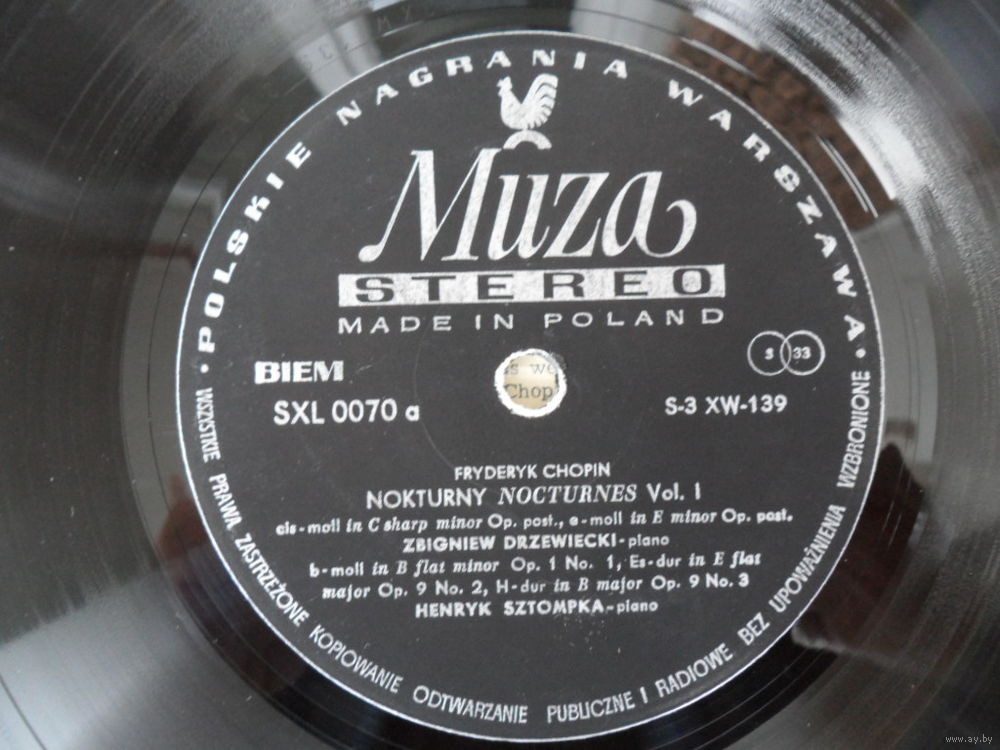 POLSKIE NAGRANIA WARSZAWA
Muza
STEREO
MADE IN POLAND
BIEM
S 33
SXL 0070 a
S-3 XW-139
s we
Chop
FRYDERYK CHOPIN
NOKTURNY NOCTURNES Vol. I
cis-moll in C sharp minor Op. post., e-moll in E minor Op. post.
ZBIGNIEW DRZEWIECKI-piano
b-moll in B flat minor Op. 1 No. 1, Es-dur in E flat
major Op. 9 No. 2, H-dur in B major Op. 9 No. 3
HENRYK SZTOMPKA-piano
WSZYSTKIE PRAWA ZASTRZEŻONE KOPIOWANIE ODTWARZANIE PUBLICZNE I RADIOWE BEZ UPOWAŻNIENIA WZBRONIONE
www.ay.by